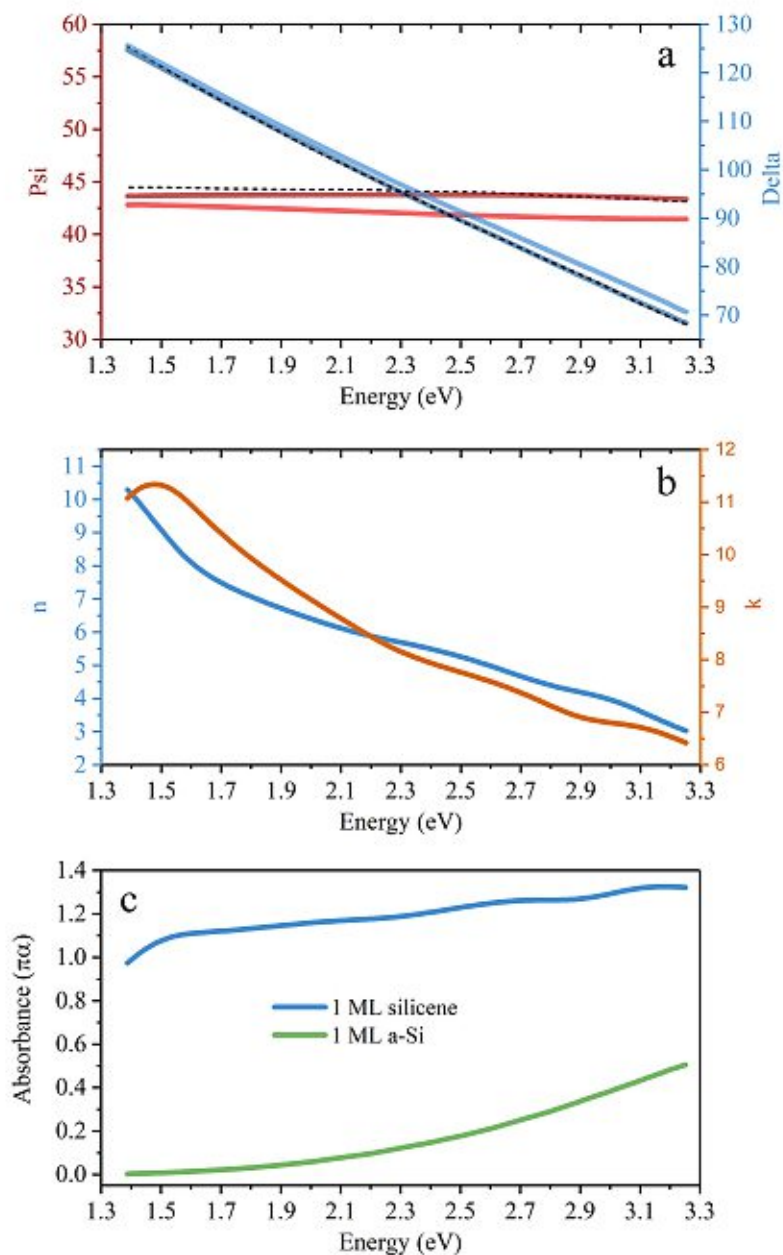 a
60
55
50
45
40
35
30
Psi
130
120
110
100
90
80
70
Delta
1.3 1.5 1.7 1.9 2.1 2.3 2.5 2.7 2.9 3.1 3.3
Energy (eV)
b
11
10
9
8
7
6
5
4
3
2
n
12
11
10
9
8
7
6
k
1.3 1.5 1.7 1.9 2.1 2.3 2.5 2.7 2.9 3.1 3.3
Energy (eV)
c
1.4
1.2
1.0
0.8
0.6
0.4
0.2
0.0
Absorbance (πα)
1 ML silicene
1 ML a-Si
1.3 1.5 1.7 1.9 2.1 2.3 2.5 2.7 2.9 3.1 3.3
Energy (eV)